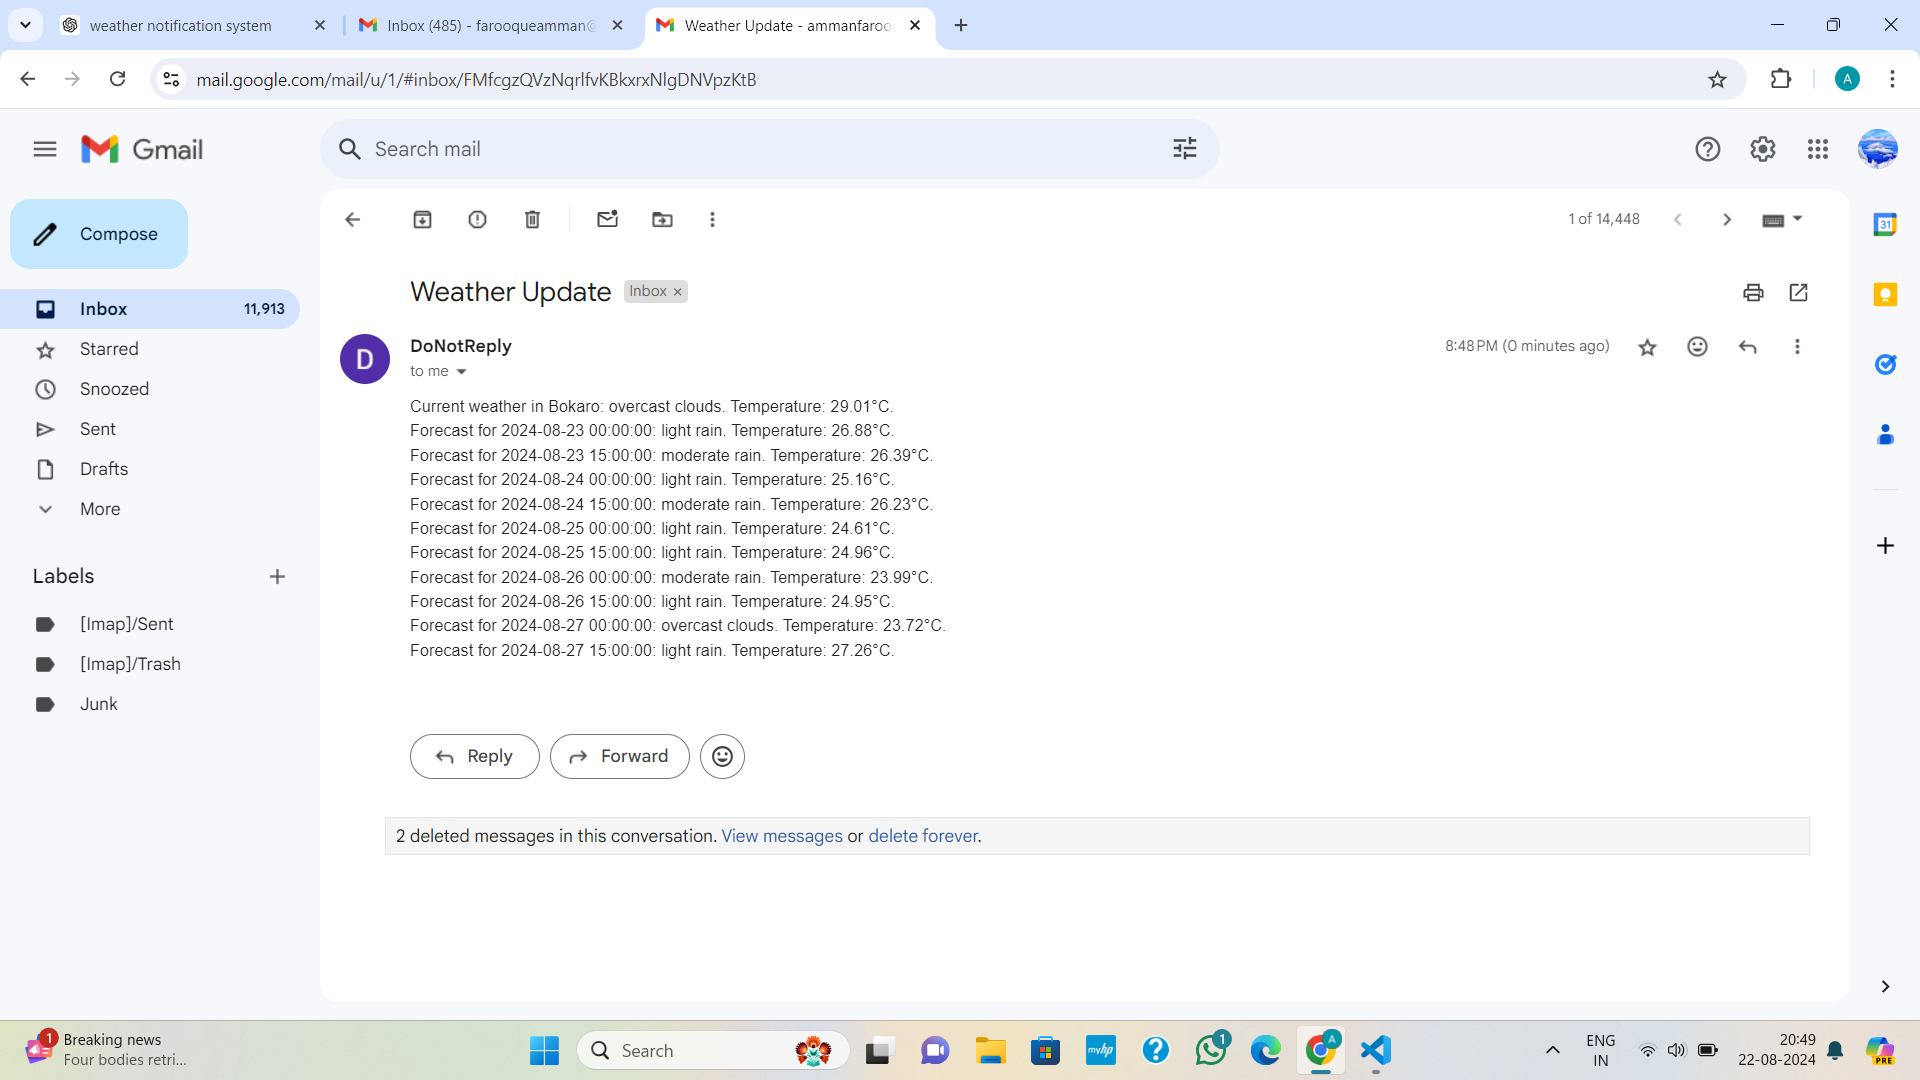 weather notification system
Inbox (485) - farooqueamman@
Weather Update - ammanfaroo
mail.google.com/mail/u/1/#inbox/FMfcgzQVzNqrlfvKBkxrxNlgDNVpzKtB
A
Gmail
Search mail
Compose
1 of 14,448
31
Weather Update
Inbox ×
Inbox
11,913
Starred
Snoozed
Sent
Drafts
More
Labels
[Imap]/Sent
[Imap]/Trash
Junk
D
DoNotReply
8:48 PM (0 minutes ago)
to me
Current weather in Bokaro: overcast clouds. Temperature: 29.01°C.
Forecast for 2024-08-23 00:00:00: light rain. Temperature: 26.88°C.
Forecast for 2024-08-23 15:00:00: moderate rain. Temperature: 26.39°C.
Forecast for 2024-08-24 00:00:00: light rain. Temperature: 25.16°C.
Forecast for 2024-08-24 15:00:00: moderate rain. Temperature: 26.23°C.
Forecast for 2024-08-25 00:00:00: light rain. Temperature: 24.61°C.
Forecast for 2024-08-25 15:00:00: light rain. Temperature: 24.96°C.
Forecast for 2024-08-26 00:00:00: moderate rain. Temperature: 23.99°C.
Forecast for 2024-08-26 15:00:00: light rain. Temperature: 24.95°C.
Forecast for 2024-08-27 00:00:00: overcast clouds. Temperature: 23.72°C.
Forecast for 2024-08-27 15:00:00: light rain. Temperature: 27.26°C.
Reply
Forward
2 deleted messages in this conversation. View messages or delete forever.
1
Breaking news
Four bodies retri...
Search
myhp
1
A
ENG
IN
20:49
22-08-2024
PRE